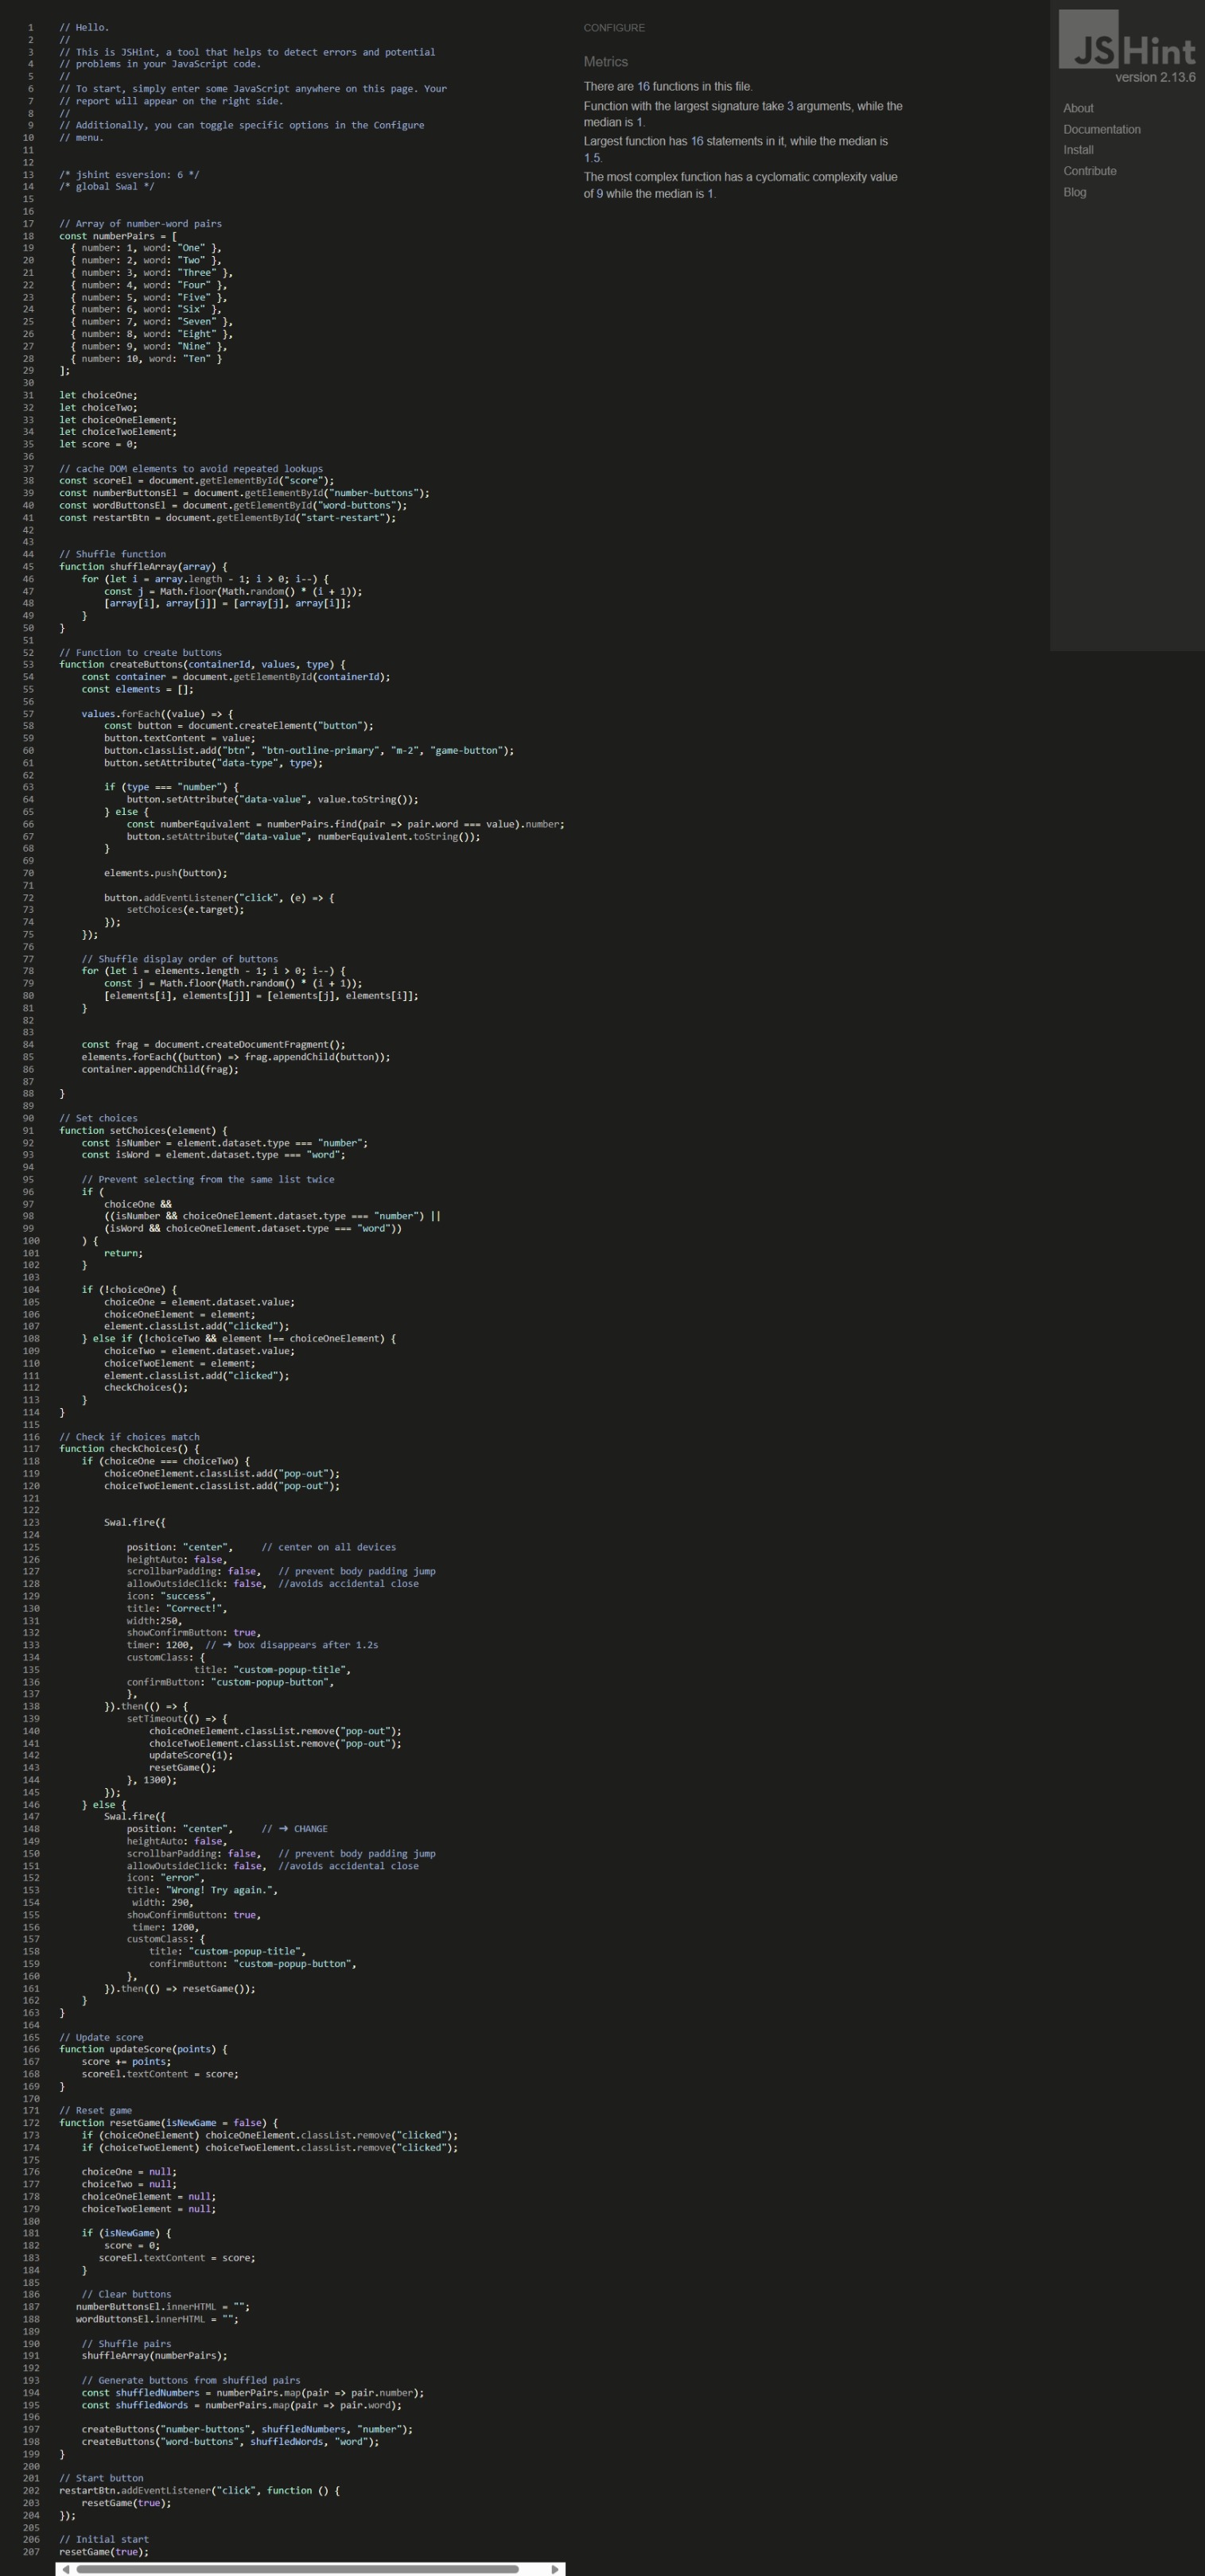 1 // Hello.
2 //
3 // This is JSHint, a tool that helps to detect errors and potential
4 // problems in your JavaScript code.
5 //
6 // To start, simply enter some JavaScript anywhere on this page. Your
7 // report will appear on the right side.
8 //
9 // Additionally, you can toggle specific options in the Configure
10 // menu.
11
12
13 /* jshint esversion: 6 */
14 /* global Swal */
15
16
17 // Array of number-word pairs
18 const numberPairs = [
19   { number: 1, word: "One" },
20   { number: 2, word: "Two" },
21   { number: 3, word: "Three" },
22   { number: 4, word: "Four" },
23   { number: 5, word: "Five" },
24   { number: 6, word: "Six" },
25   { number: 7, word: "Seven" },
26   { number: 8, word: "Eight" },
27   { number: 9, word: "Nine" },
28   { number: 10, word: "Ten" }
29 ];
30
31 let choiceOne;
32 let choiceTwo;
33 let choiceOneElement;
34 let choiceTwoElement;
35 let score = 0;
36
37 // cache DOM elements to avoid repeated lookups
38 const scoreEl = document.getElementById("score");
39 const numberButtonsEl = document.getElementById("number-buttons");
40 const wordButtonsEl = document.getElementById("word-buttons");
41 const restartBtn = document.getElementById("start-restart");
42
43
44 // Shuffle function
45 function shuffleArray(array) {
46     for (let i = array.length - 1; i > 0; i--) {
47         const j = Math.floor(Math.random() * (i + 1));
48         [array[i], array[j]] = [array[j], array[i]];
49     }
50 }
51
52 // Function to create buttons
53 function createButtons(containerId, values, type) {
54     const container = document.getElementById(containerId);
55     const elements = [];
56
57     values.forEach((value) => {
58         const button = document.createElement("button");
59         button.textContent = value;
60         button.classList.add("btn", "btn-outline-primary", "m-2", "game-button");
61         button.setAttribute("data-type", type);
62
63         if (type === "number") {
64             button.setAttribute("data-value", value.toString());
65         } else {
66             const numberEquivalent = numberPairs.find(pair => pair.word === value).number;
67             button.setAttribute("data-value", numberEquivalent.toString());
68         }
69
70         elements.push(button);
71
72         button.addEventListener("click", (e) => {
73             setChoices(e.target);
74         });
75     });
76
77     // Shuffle display order of buttons
78     for (let i = elements.length - 1; i > 0; i--) {
79         const j = Math.floor(Math.random() * (i + 1));
80         [elements[i], elements[j]] = [elements[j], elements[i]];
81     }
82
83
84     const frag = document.createDocumentFragment();
85     elements.forEach((button) => frag.appendChild(button));
86     container.appendChild(frag);
87
88 }
89
90 // Set choices
91 function setChoices(element) {
92     const isNumber = element.dataset.type === "number";
93     const isWord = element.dataset.type === "word";
94
95     // Prevent selecting from the same list twice
96     if (
97         choiceOne &&
98         ((isNumber && choiceOneElement.dataset.type === "number") ||
99         (isWord && choiceOneElement.dataset.type === "word"))
100     ) {
101         return;
102     }
103
104     if (!choiceOne) {
105         choiceOne = element.dataset.value;
106         choiceOneElement = element;
107         element.classList.add("clicked");
108     } else if (!choiceTwo && element !== choiceOneElement) {
109         choiceTwo = element.dataset.value;
110         choiceTwoElement = element;
111         element.classList.add("clicked");
112         checkChoices();
113     }
114 }
115
116 // Check if choices match
117 function checkChoices() {
118     if (choiceOne === choiceTwo) {
119         choiceOneElement.classList.add("pop-out");
120         choiceTwoElement.classList.add("pop-out");
121
122
123         Swal.fire({
124
125             position: "center",     // center on all devices
126             heightAuto: false,
127             scrollbarPadding: false,   // prevent body padding jump
128             allowOutsideClick: false,  //avoids accidental close
129             icon: "success",
130             title: "Correct!",
131             width:250,
132             showConfirmButton: true,
133             timer: 1200,  // → box disappears after 1.2s
134             customClass: {
135                         title: "custom-popup-title",
136             confirmButton: "custom-popup-button",
137             },
138         }).then(() => {
139             setTimeout(() => {
140                 choiceOneElement.classList.remove("pop-out");
141                 choiceTwoElement.classList.remove("pop-out");
142                 updateScore(1);
143                 resetGame();
144             }, 1300);
145         });
146     } else {
147         Swal.fire({
148             position: "center",     // → CHANGE
149             heightAuto: false,
150             scrollbarPadding: false,   // prevent body padding jump
151             allowOutsideClick: false,  //avoids accidental close
152             icon: "error",
153             title: "Wrong! Try again.",
154              width: 290,
155             showConfirmButton: true,
156              timer: 1200,
157             customClass: {
158                 title: "custom-popup-title",
159                 confirmButton: "custom-popup-button",
160             },
161         }).then(() => resetGame());
162     }
163 }
164
165 // Update score
166 function updateScore(points) {
167     score += points;
168     scoreEl.textContent = score;
169 }
170
171 // Reset game
172 function resetGame(isNewGame = false) {
173     if (choiceOneElement) choiceOneElement.classList.remove("clicked");
174     if (choiceTwoElement) choiceTwoElement.classList.remove("clicked");
175
176     choiceOne = null;
177     choiceTwo = null;
178     choiceOneElement = null;
179     choiceTwoElement = null;
180
181     if (isNewGame) {
182         score = 0;
183        scoreEl.textContent = score;
184     }
185
186     // Clear buttons
187    numberButtonsEl.innerHTML = "";
188    wordButtonsEl.innerHTML = "";
189
190     // Shuffle pairs
191     shuffleArray(numberPairs);
192
193     // Generate buttons from shuffled pairs
194     const shuffledNumbers = numberPairs.map(pair => pair.number);
195     const shuffledWords = numberPairs.map(pair => pair.word);
196
197     createButtons("number-buttons", shuffledNumbers, "number");
198     createButtons("word-buttons", shuffledWords, "word");
199 }
200
201 // Start button
202 restartBtn.addEventListener("click", function () {
203     resetGame(true);
204 });
205
206 // Initial start
207 resetGame(true);
CONFIGURE
Metrics
There are 16 functions in this file.
Function with the largest signature take 3 arguments, while the
median is 1.
Largest function has 16 statements in it, while the median is
1.5.
The most complex function has a cyclomatic complexity value
of 9 while the median is 1.
JSHint
version 2.13.6
About
Documentation
Install
Contribute
Blog